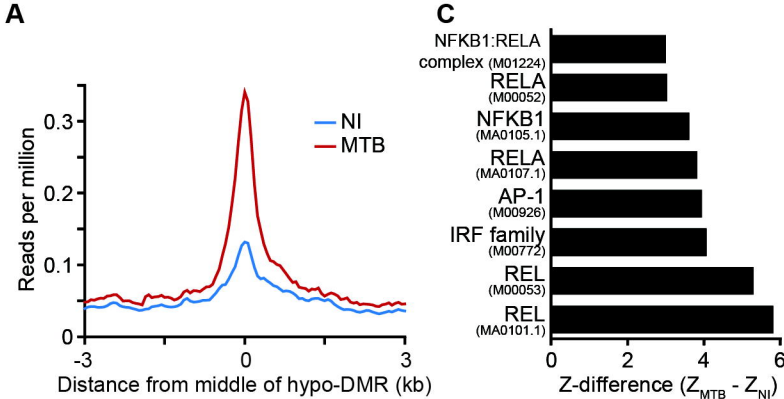 A
Reads per million
0.3
0.2
0.1
0
-3
0
3
Distance from middle of hypo-DMR (kb)
NI
MTB
C
NFKB1:RELA
complex (M01224)
RELA
(M00052)
NFKB1
(MA0105.1)
RELA
(MA0107.1)
AP-1
(M00926)
IRF family
(M00772)
REL
(M00053)
REL
(MA0101.1)
0
2
4
6
Z-difference (ZMTB - ZNI)